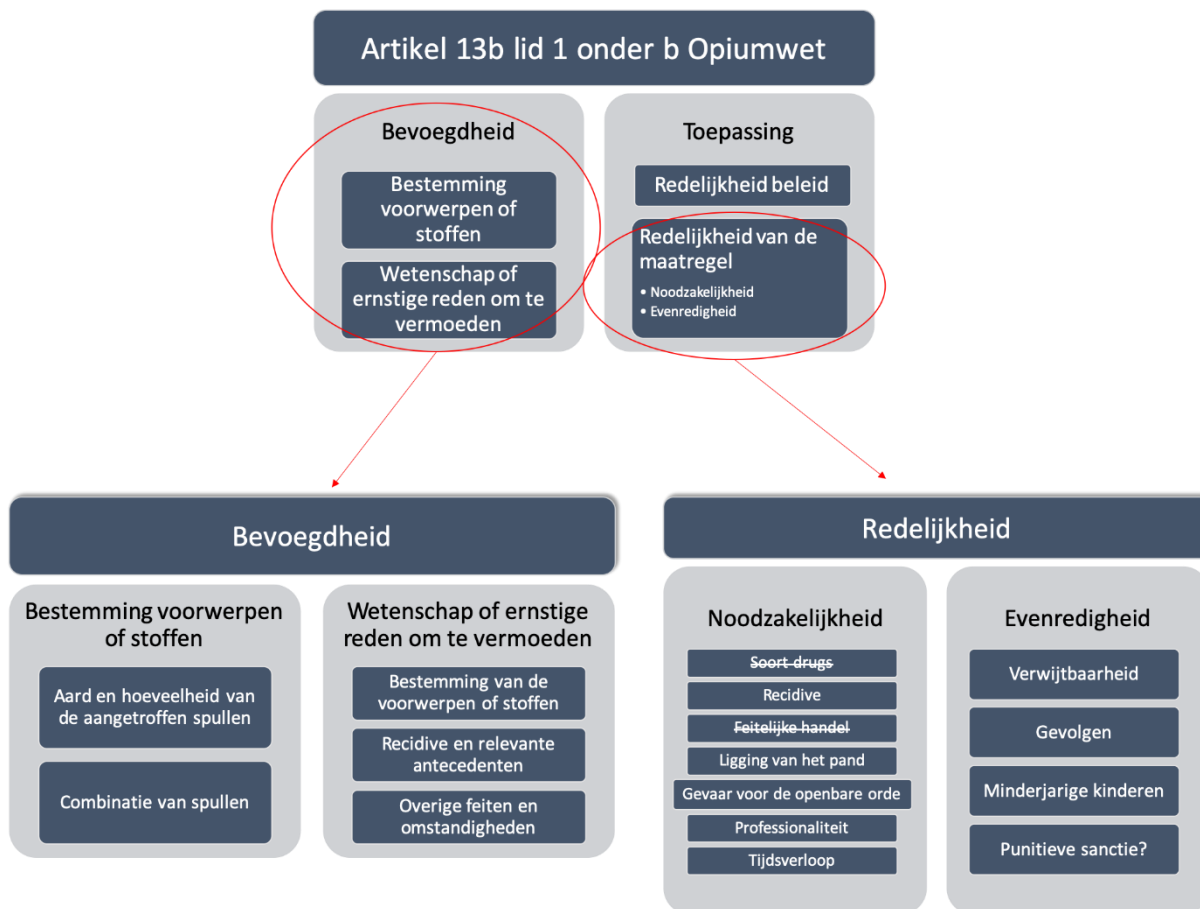 Artikel 13b lid 1 onder b Opiumwet
Bevoegdheid
Bestemming
voorwerpen of
stoffen
Wetenschap of
ernstige reden om te
vermoeden
Toepassing
Redelijkheid beleid
Redelijkheid van de
maatregel
• Noodzakelijkheid
• Evenredigheid
Bevoegdheid
Bestemming voorwerpen
of stoffen
Aard en hoeveelheid van
de aangetroffen spullen
Combinatie van spullen
Wetenschap of ernstige
reden om te vermoeden
Bestemming van de
voorwerpen of stoffen
Recidive en relevante
antecedenten
Overige feiten en
omstandigheden
Redelijkheid
Noodzakelijkheid
Soort drugs
Recidive
Feitelijke handel
Ligging van het pand
Gevaar voor de openbare orde
Professionaliteit
Tijdsverloop
Evenredigheid
Verwijtbaarheid
Gevolgen
Minderjarige kinderen
Punitieve sanctie?